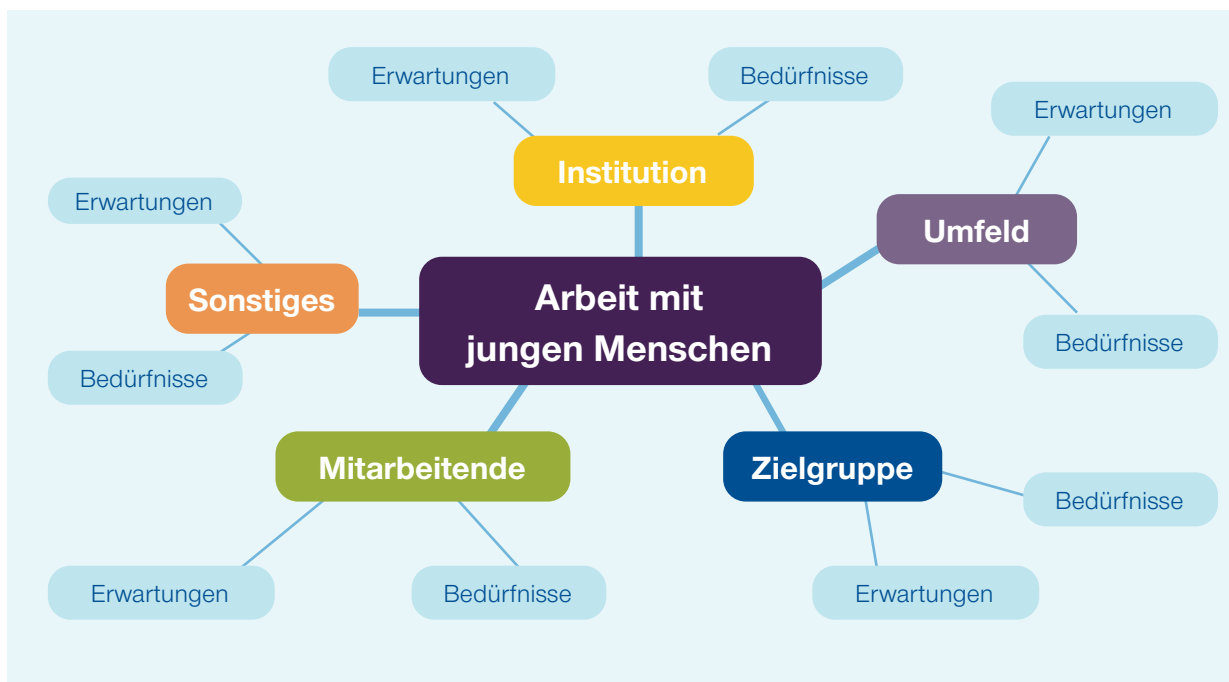 Erwartungen
Bedürfnisse
Erwartungen
Institution
Erwartungen
Umfeld
Sonstiges
Arbeit mit
jungen Menschen
Bedürfnisse
Bedürfnisse
Mitarbeitende
Zielgruppe
Bedürfnisse
Erwartungen
Bedürfnisse
Erwartungen